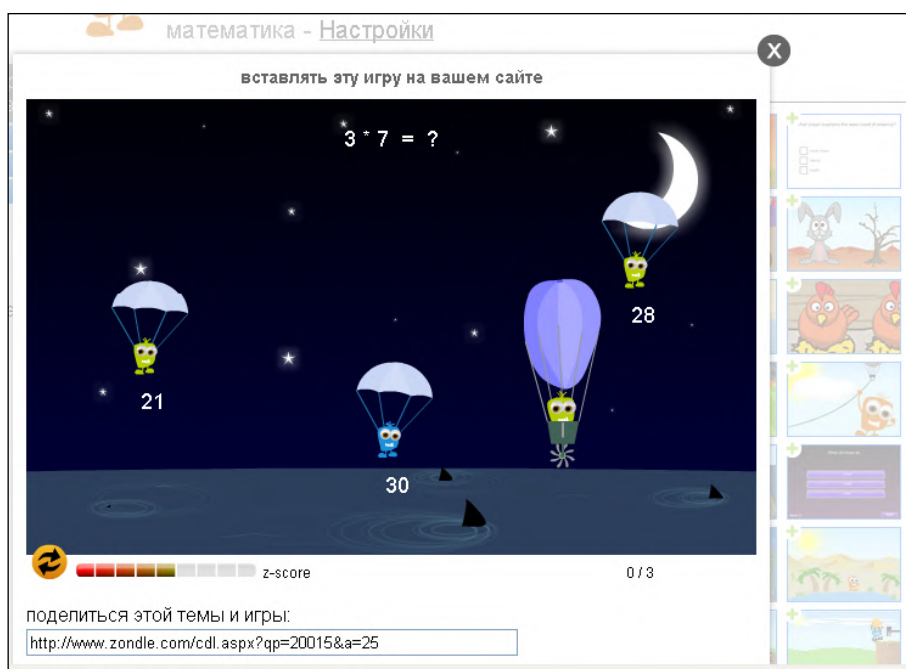 математика - Настройки
X
вставлять эту игру на вашем сайте
3 * 7 = ?
28
21
30
z-score
0 / 3
поделиться этой темы и игры:
http://www.zondle.com/cdl.aspx?qp=20015&a=25